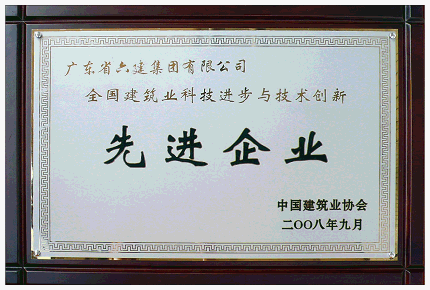 广东省六建集团有限公司
全国建筑业科技进步与技术创新
先进企业
中国建筑业协会
二〇〇八年九月